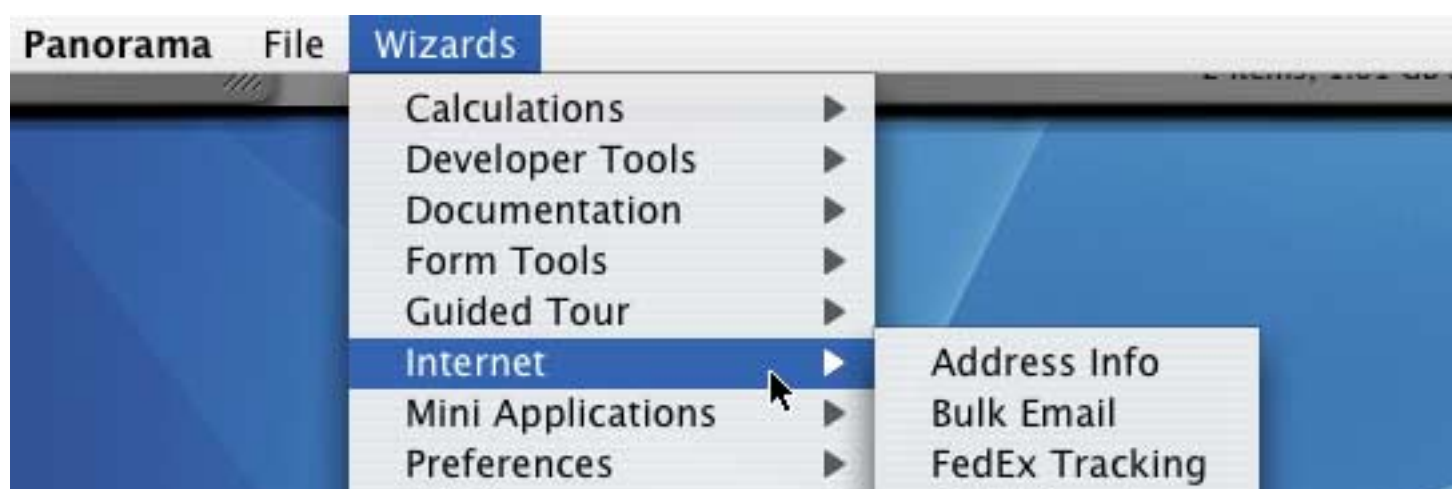 Panorama File Wizards
Calculations
Developer Tools
Documentation
Form Tools
Guided Tour
Internet
Mini Applications
Preferences
Address Info
Bulk Email
FedEx Tracking